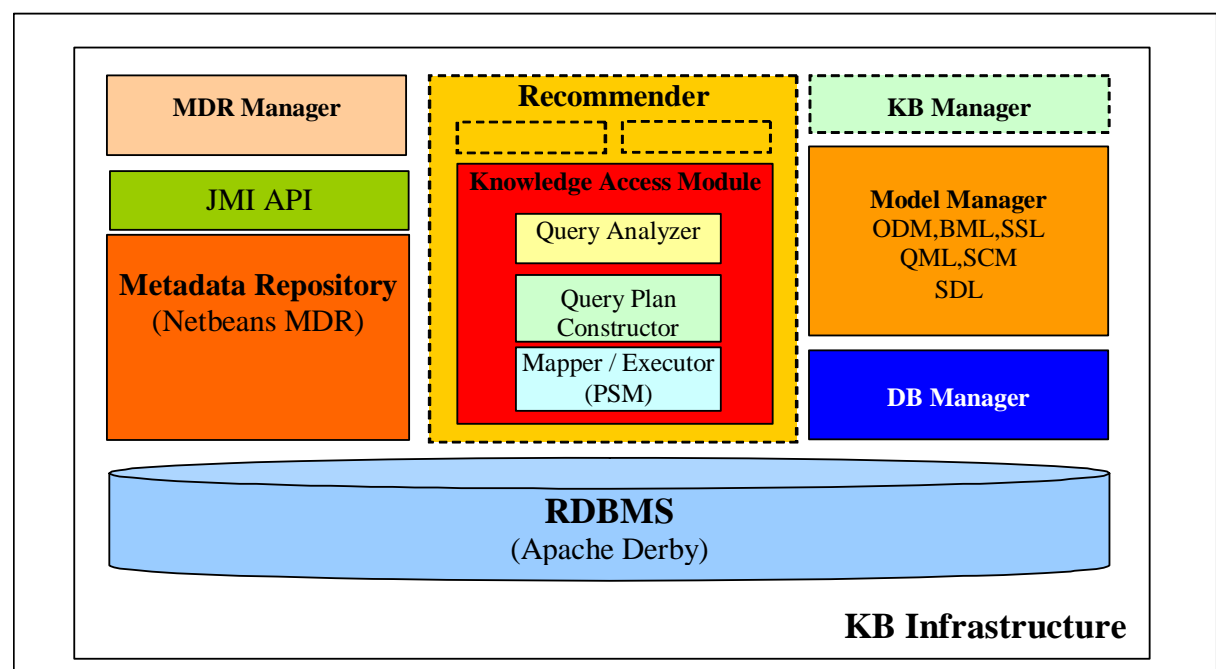 MDR Manager
JMI API
Metadata Repository
(Netbeans MDR)
Recommender
Knowledge Access Module
Query Analyzer
Query Plan
Constructor
Mapper / Executor
(PSM)
KB Manager
Model Manager
ODM,BML,SSL
QML,SCM
SDL
DB Manager
RDBMS
(Apache Derby)
KB Infrastructure